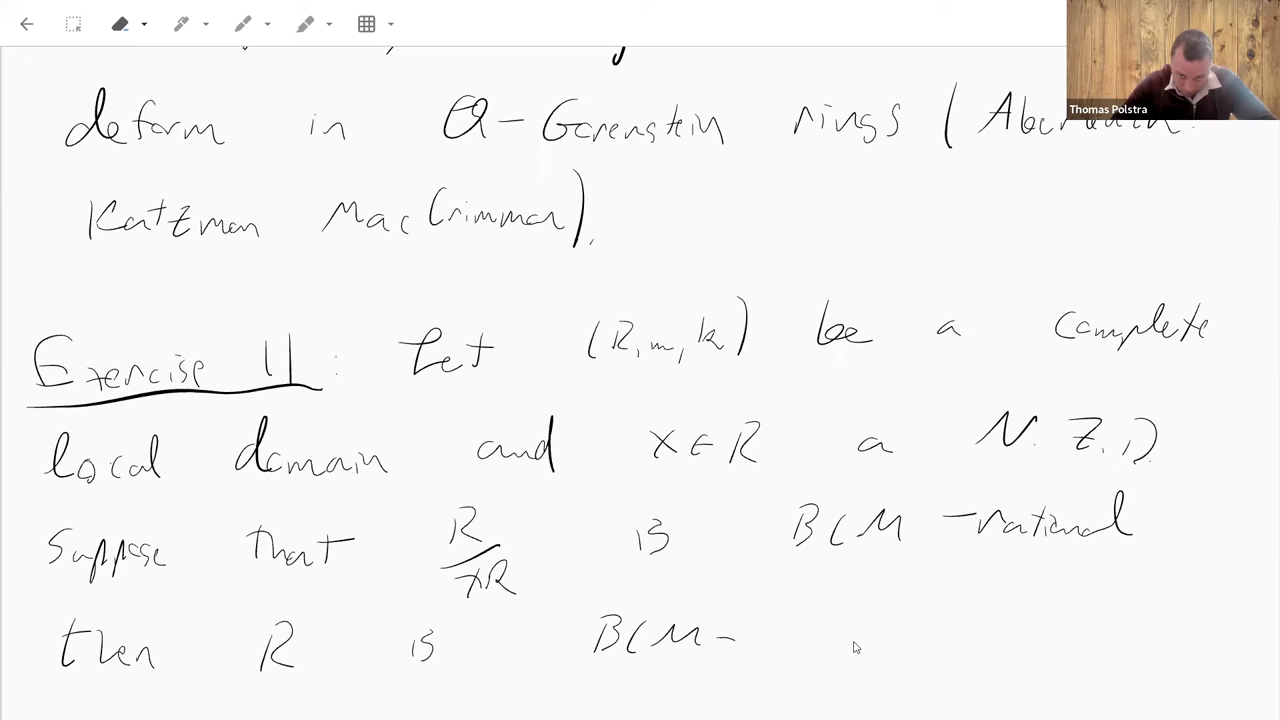 Thomas Polstra
deform in Q-Gorenstein rings (Aberbach.
Katzman MacCrimmon).
Exercise 11: Let (R,m,k) be a complete
local domain and x∈R a N.Z.D.
suppose that R/xR is BCM-rational
then R is BCM-